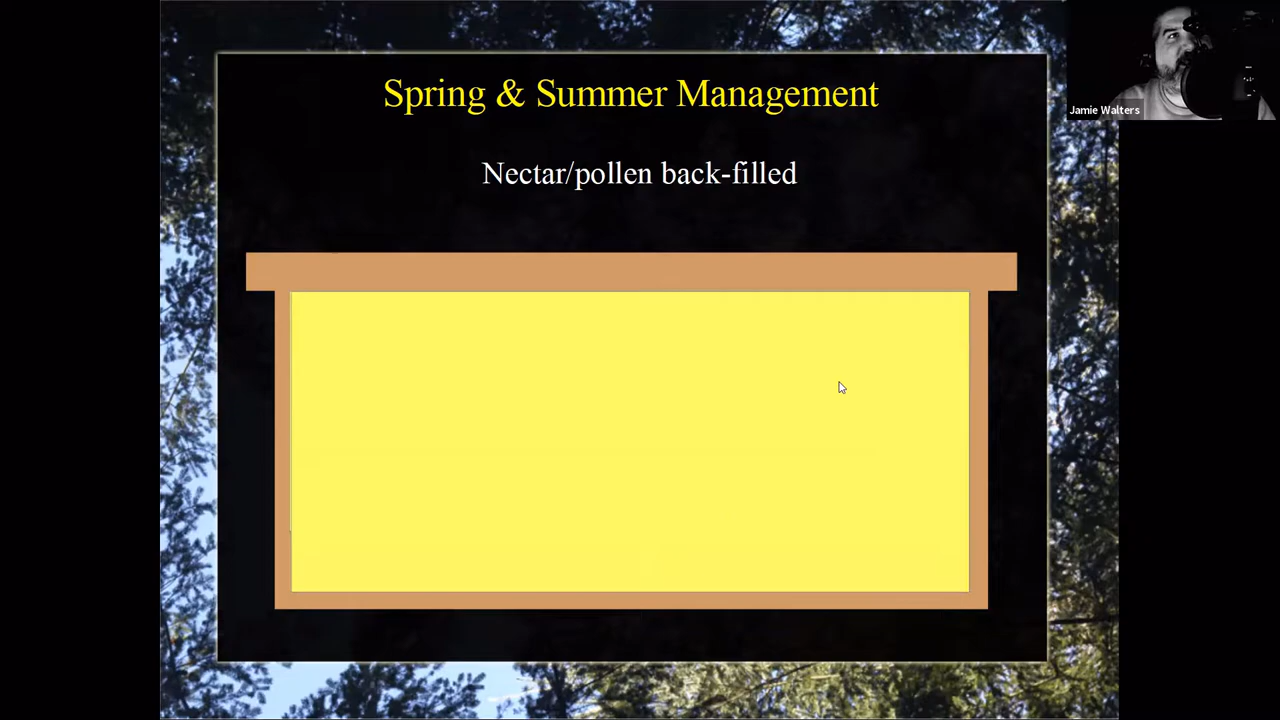 Spring & Summer Management
Jamie Walters
Nectar/pollen back-filled